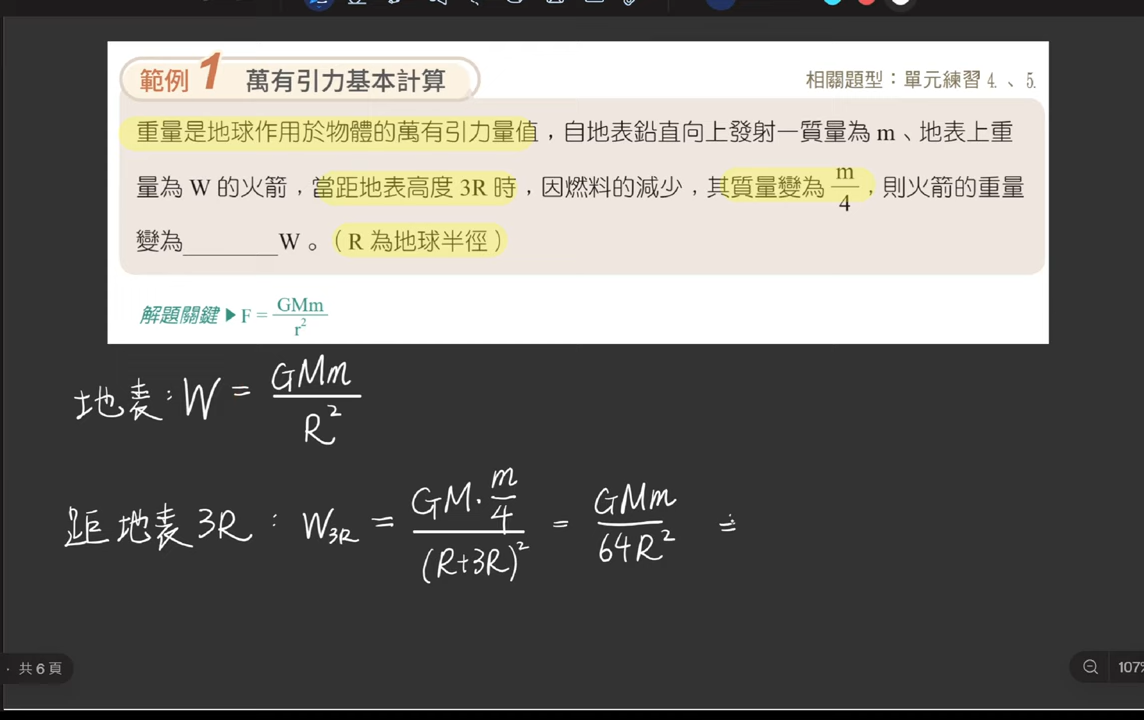 範例 1 萬有引力基本計算
相關題型：單元練習 4. 、5.
重量是地球作用於物體的萬有引力量值，自地表鉛直向上發射一質量為 m、地表上重
量為 W 的火箭，當距地表高度 3R 時，因燃料的減少，其質量變為 m/4，則火箭的重量
變為________W。（R 為地球半徑）
解題關鍵▶F = GMm/r²
地表：W = GMm/R²
距地表 3R：W₃R = GM·m/4/(R+3R)² = GMm/64R² =
· 共 6 頁
107%